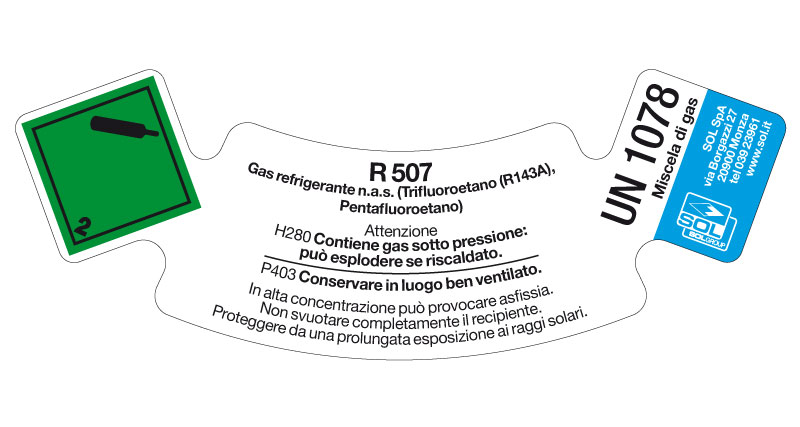 2
R 507
Gas refrigerante n.a.s. (Trifluoroetano (R143A),
Pentafluoroetano)
Attenzione
H280 Contiene gas sotto pressione:
può esplodere se riscaldato.
P403 Conservare in luogo ben ventilato.
In alta concentrazione può provocare asfissia.
Non svuotare completamente il recipiente.
Proteggere da una prolungata esposizione ai raggi solari.
UN 1078
Miscela di gas
SOL SpA
via Borgazzi 27
20900 Monza
tel 039 23961
www.sol.it
SOL
SOLGROUP